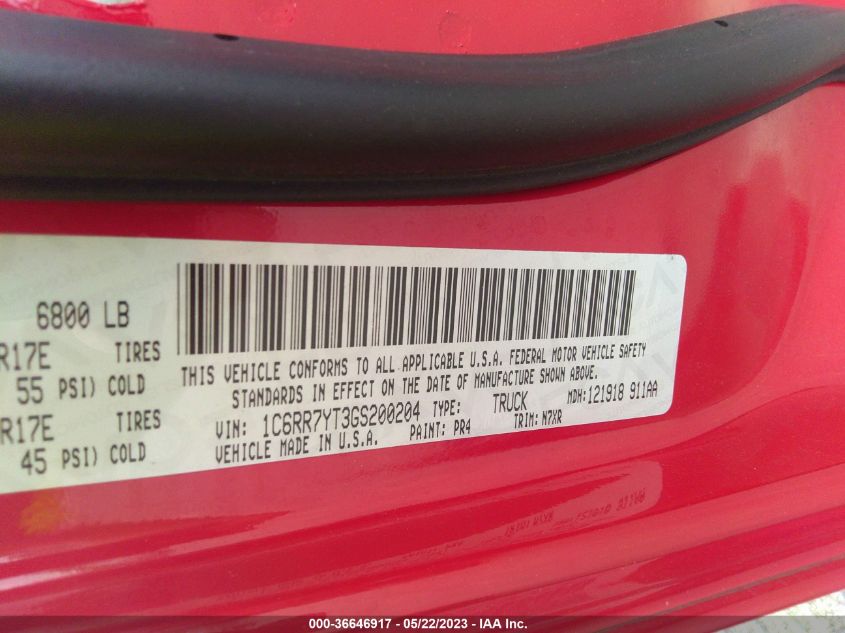 6800 LB
R17E TIRES
55 PSI) COLD
R17E TIRES
45 PSI) COLD
THIS VEHICLE CONFORMS TO ALL APPLICABLE U.S.A. FEDERAL MOTOR VEHICLE SAFETY
STANDARDS IN EFFECT ON THE DATE OF MANUFACTURE SHOWN ABOVE.
VIN: 1C6RR7YT3GS200204 TYPE: TRUCK MDH: 121918 911AA
VEHICLE MADE IN U.S.A. PAINT: PR4 TRIM: N7XR
000-36646917 - 05/22/2023 - IAA Inc.